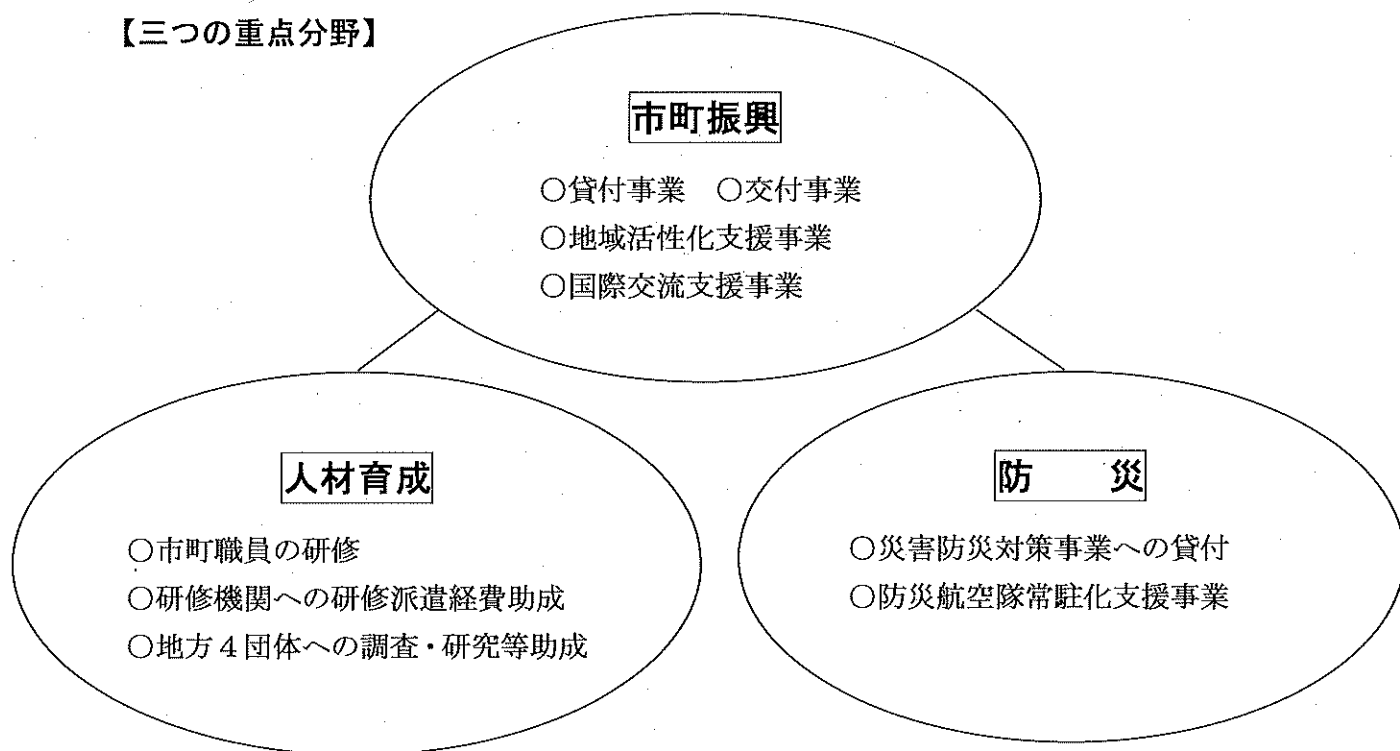 【三つの重点分野】
市町振興
○貸付事業 ○交付事業
○地域活性化支援事業
○国際交流支援事業
人材育成
○市町職員の研修
○研修機関への研修派遣経費助成
○地方4団体への調査・研究等助成
防 災
○災害防災対策事業への貸付
○防災航空隊常駐化支援事業